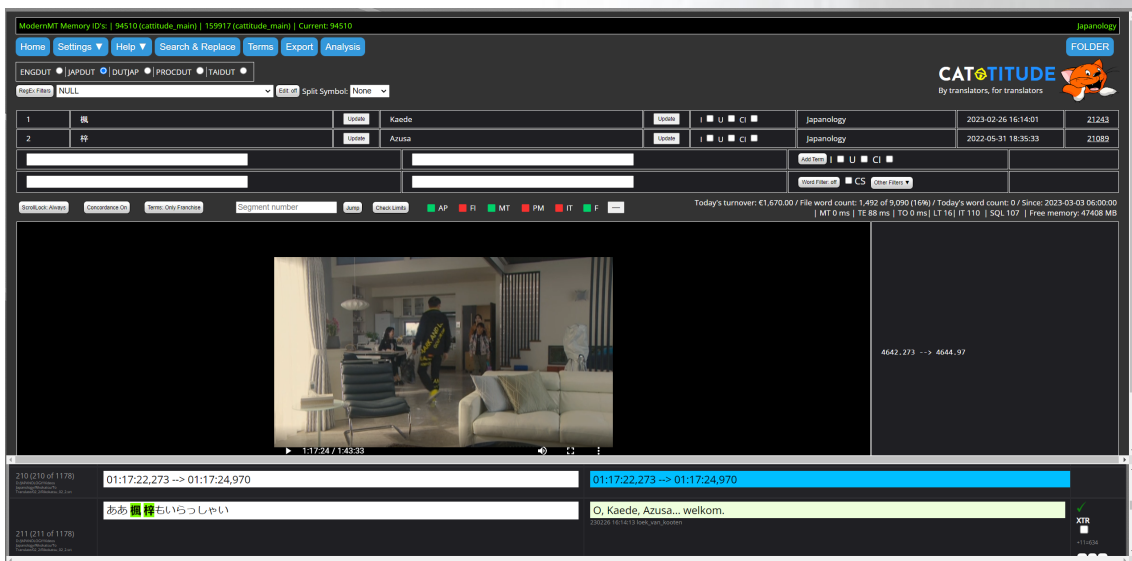 ModernMT Memory ID's: | 94510 (cattitude_main) | 159917 (cattitude_main) | Current: 94510
Japanology
Home Settings ▼ Help ▼ Search & Replace Terms Export Analysis
FOLDER
ENGDUT |JAPDUT |DUTJAP |PROCDUT |TAIDUT |
CATTITUDE
By translators, for translators
RegEx Filters NULL Edit: off Split Symbol: None
1 楓 Update Kaede Update I U CI Japanology 2023-02-26 16:14:01 21243
2 梓 Update Azusa Update I U CI Japanology 2022-05-31 18:35:33 21089
Add Term I U CI
Word Filter: off CS Other Filters ▼
ScrollLock: Always Concordance On Terms: Only Franchise Segment number Jump Check Limits AP FI MT PM IT F —
Today's turnover: €1,670.00 / File word count: 1,492 of 9,090 (16%) / Today's word count: 0 / Since: 2023-03-03 06:00:00
| MT 0 ms | TE 88 ms | TO 0 ms| LT 16| IT 110 | SQL 107 | Free memory: 47408 MB
4642.273 --> 4644.97
1:17:24 / 1:43:33
210 (210 of 1178)
01:17:22,273 --> 01:17:24,970
01:17:22,273 --> 01:17:24,970
ああ 楓 梓もいらっしゃい
O, Kaede, Azusa... welkom.
230226 16:14:13 loek_van_kooten
211 (211 of 1178)
XTR
+11=634